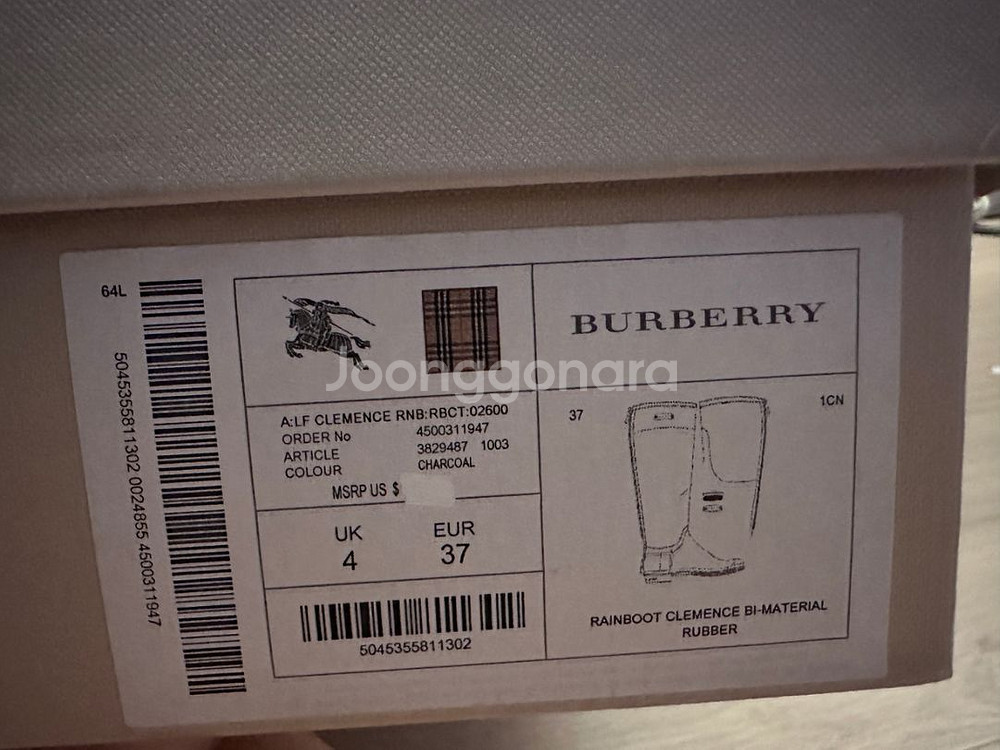 64L
5045355811302 0024855 4500311947
BURBERRY
Joonggonara
A:LF CLEMENCE RNB:RBCT:02600
ORDER No 4500311947
ARTICLE 3829487 1003
COLOUR CHARCOAL
MSRP US $
UK EUR
4 37
5045355811302
37 1CN
RAINBOOT CLEMENCE BI-MATERIAL
RUBBER